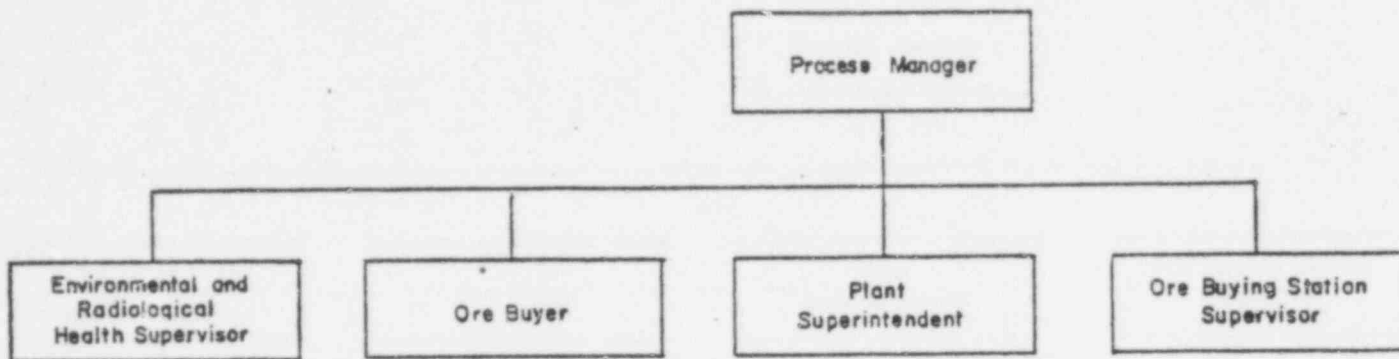 Process Manager
Environmental and
Radiological
Health Supervisor
Ore Buyer
Plant
Superintendent
Ore Buying Station
Supervisor